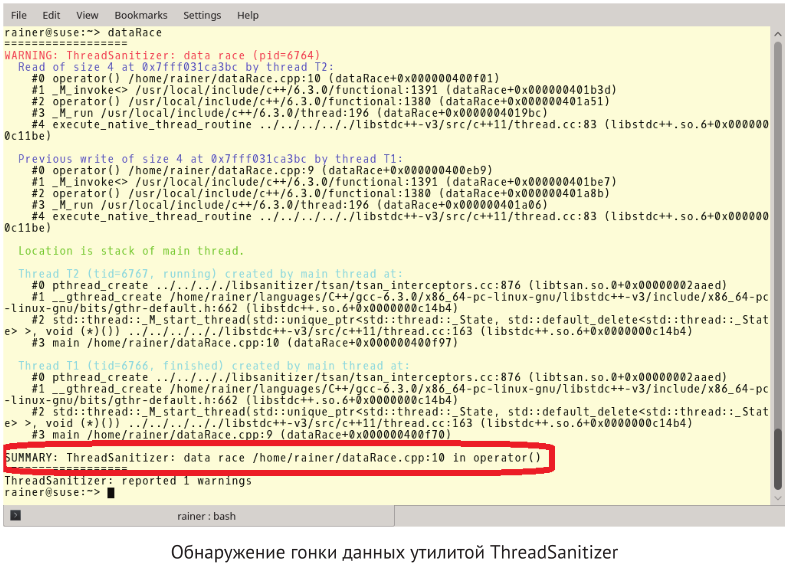 File Edit View Bookmarks Settings Help
rainer@suse:~> dataRace
==================
WARNING: ThreadSanitizer: data race (pid=6764)
  Read of size 4 at 0x7fff031ca3bc by thread T2:
    #0 operator() /home/rainer/dataRace.cpp:10 (dataRace+0x000000400f01)
    #1 _M_invoke<> /usr/local/include/c++/6.3.0/functional:1391 (dataRace+0x000000401b3d)
    #2 operator() /usr/local/include/c++/6.3.0/functional:1380 (dataRace+0x000000401a51)
    #3 _M_run /usr/local/include/c++/6.3.0/thread:196 (dataRace+0x0000004019bc)
    #4 execute_native_thread_routine ../../../.././libstdc++-v3/src/c++11/thread.cc:83 (libstdc++.so.6+0x000000
0c11be)

  Previous write of size 4 at 0x7fff031ca3bc by thread T1:
    #0 operator() /home/rainer/dataRace.cpp:9 (dataRace+0x000000400eb9)
    #1 _M_invoke<> /usr/local/include/c++/6.3.0/functional:1391 (dataRace+0x000000401be7)
    #2 operator() /usr/local/include/c++/6.3.0/functional:1380 (dataRace+0x000000401a8b)
    #3 _M_run /usr/local/include/c++/6.3.0/thread:196 (dataRace+0x000000401a06)
    #4 execute_native_thread_routine ../../../.././libstdc++-v3/src/c++11/thread.cc:83 (libstdc++.so.6+0x000000
0c11be)

  Location is stack of main thread.

  Thread T2 (tid=6767, running) created by main thread at:
    #0 pthread_create ../../.././libsanitizer/tsan/tsan_interceptors.cc:876 (libtsan.so.0+0x00000002aaed)
    #1 __gthread_create /home/rainer/languages/C++/gcc-6.3.0/x86_64-pc-linux-gnu/libstdc++-v3/include/x86_64-pc
-linux-gnu/bits/gthr-default.h:662 (libstdc++.so.6+0x0000000c14b4)
    #2 std::thread::_M_start_thread(std::unique_ptr<std::thread::_State, std::default_delete<std::thread::_Stat
e> >, void (*)()) ../../../.././libstdc++-v3/src/c++11/thread.cc:163 (libstdc++.so.6+0x0000000c14b4)
    #3 main /home/rainer/dataRace.cpp:10 (dataRace+0x000000400f97)

  Thread T1 (tid=6766, finished) created by main thread at:
    #0 pthread_create ../../.././libsanitizer/tsan/tsan_interceptors.cc:876 (libtsan.so.0+0x00000002aaed)
    #1 __gthread_create /home/rainer/languages/C++/gcc-6.3.0/x86_64-pc-linux-gnu/libstdc++-v3/include/x86_64-pc
-linux-gnu/bits/gthr-default.h:662 (libstdc++.so.6+0x0000000c14b4)
    #2 std::thread::_M_start_thread(std::unique_ptr<std::thread::_State, std::default_delete<std::thread::_Stat
e> >, void (*)()) ../../../.././libstdc++-v3/src/c++11/thread.cc:163 (libstdc++.so.6+0x0000000c14b4)
    #3 main /home/rainer/dataRace.cpp:9 (dataRace+0x000000400f70)

SUMMARY: ThreadSanitizer: data race /home/rainer/dataRace.cpp:10 in operator()
==================
ThreadSanitizer: reported 1 warnings
rainer@suse:~>
rainer : bash
Обнаружение гонки данных утилитой ThreadSanitizer